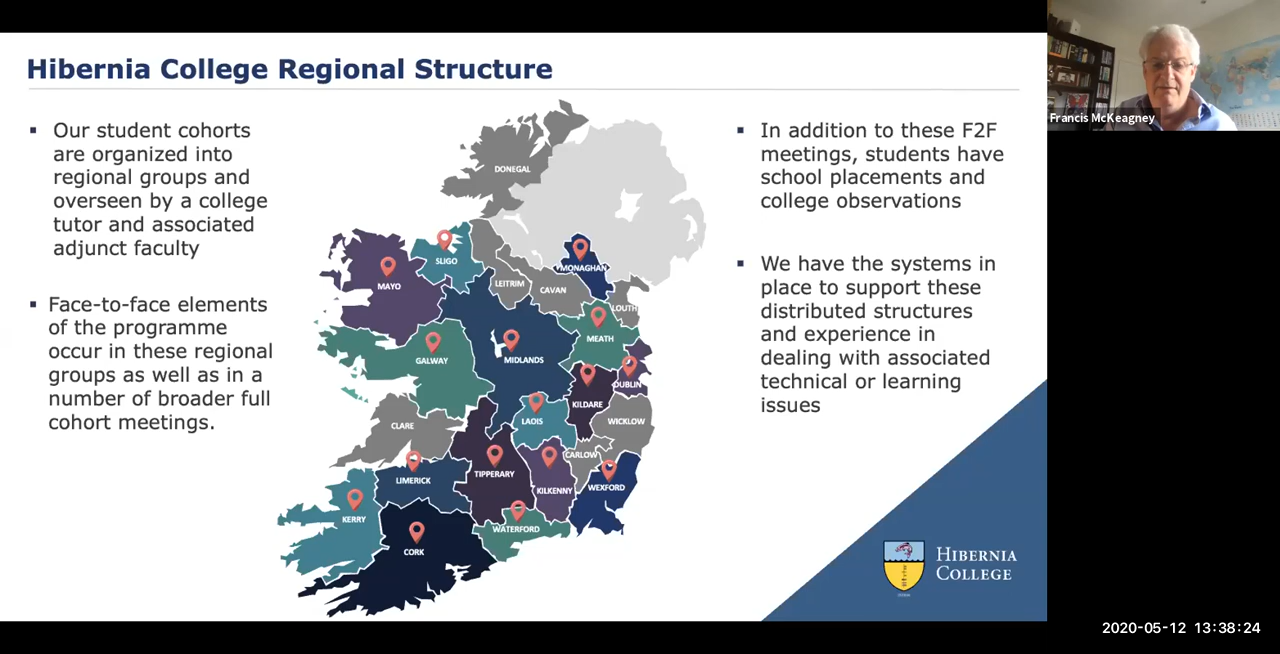 Hibernia College Regional Structure
Francis McKeagney
Our student cohorts
are organized into
regional groups and
overseen by a college
tutor and associated
adjunct faculty
Face-to-face elements
of the programme
occur in these regional
groups as well as in a
number of broader full
cohort meetings.
DONEGAL
SLIGO
MONAGHAN
MAYO
LEITRIM
CAVAN
LOUTH
MEATH
GALWAY
MIDLANDS
DUBLIN
KILDARE
CLARE
LAOIS
WICKLOW
CARLOW
LIMERICK
TIPPERARY
KILKENNY
WEXFORD
KERRY
WATERFORD
CORK
In addition to these F2F
meetings, students have
school placements and
college observations
We have the systems in
place to support these
distributed structures
and experience in
dealing with associated
technical or learning
issues
HIBERNIA
COLLEGE
2020-05-12 13:38:24